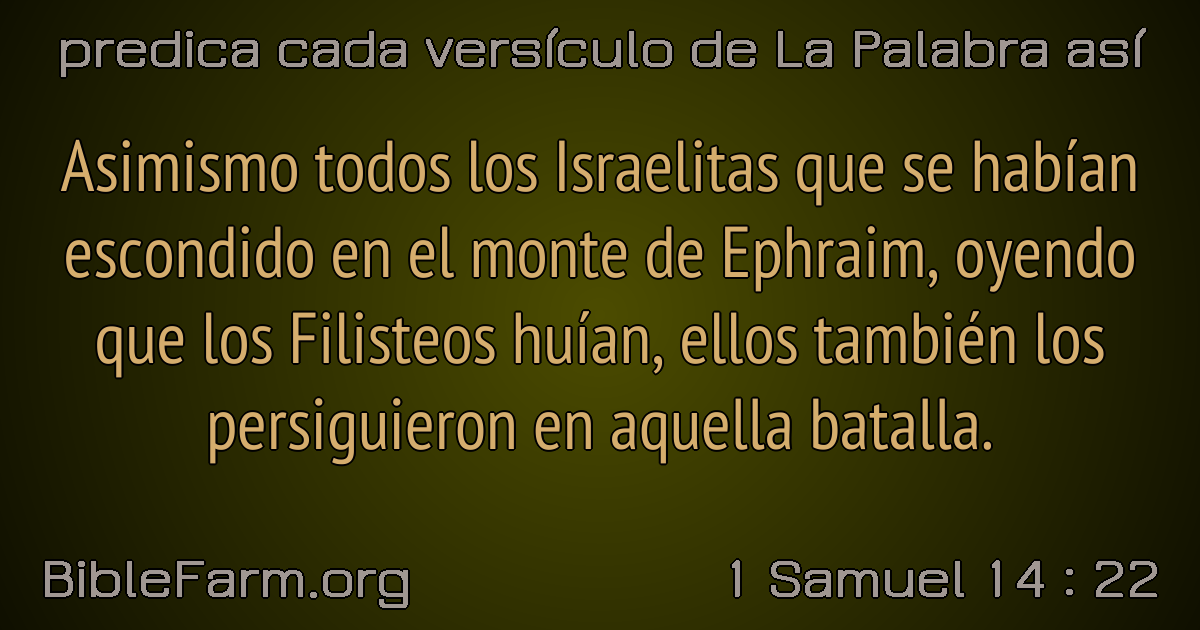 predica cada versículo de La Palabra así
Asimismo todos los Israelitas que se habían
escondido en el monte de Ephraim, oyendo
que los Filisteos huían, ellos también los
persiguieron en aquella batalla.
BibleFarm.org 1 Samuel 14 : 22